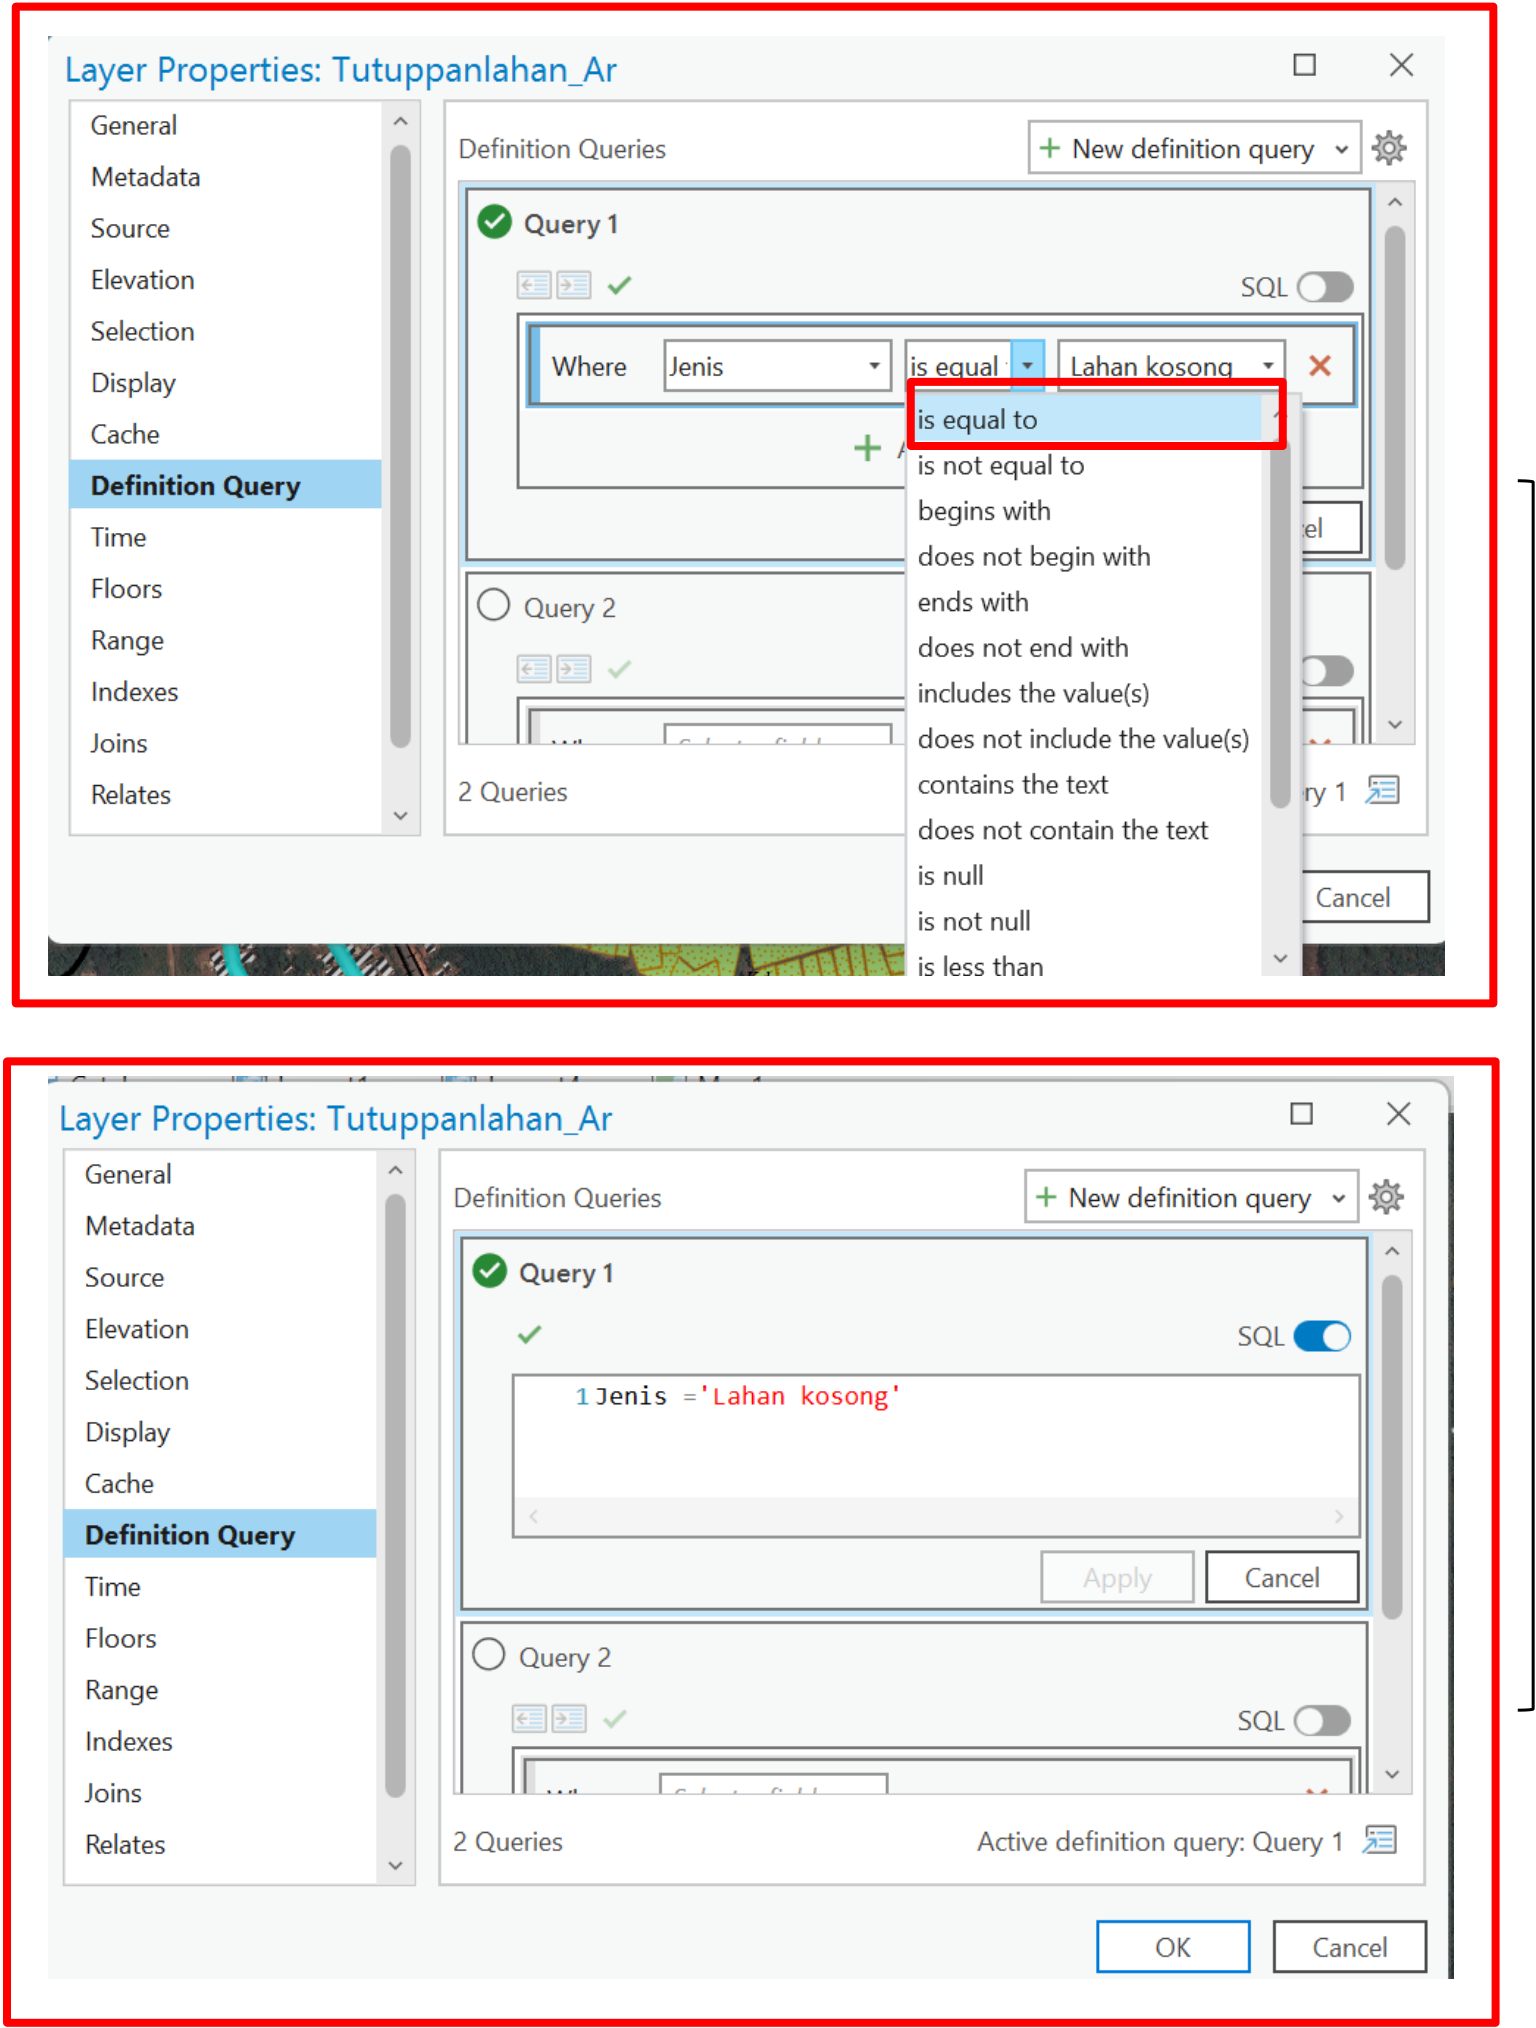 Layer Properties: Tutuppanlahan_Ar
General
Metadata
Source
Elevation
Selection
Display
Cache
Definition Query
Time
Floors
Range
Indexes
Joins
Relates
Definition Queries
New definition query
Query 1
SQL
Where Jenis is equal Lahan kosong
is equal to
is not equal to
begins with
does not begin with
ends with
does not end with
includes the value(s)
does not include the value(s)
contains the text
does not contain the text
is null
is not null
is less than
Query 2
2 Queries
Cancel
Layer Properties: Tutuppanlahan_Ar
General
Metadata
Source
Elevation
Selection
Display
Cache
Definition Query
Time
Floors
Range
Indexes
Joins
Relates
Definition Queries
New definition query
Query 1
SQL
1 Jenis ='Lahan kosong'
Apply Cancel
Query 2
SQL
2 Queries
Active definition query: Query 1
OK Cancel